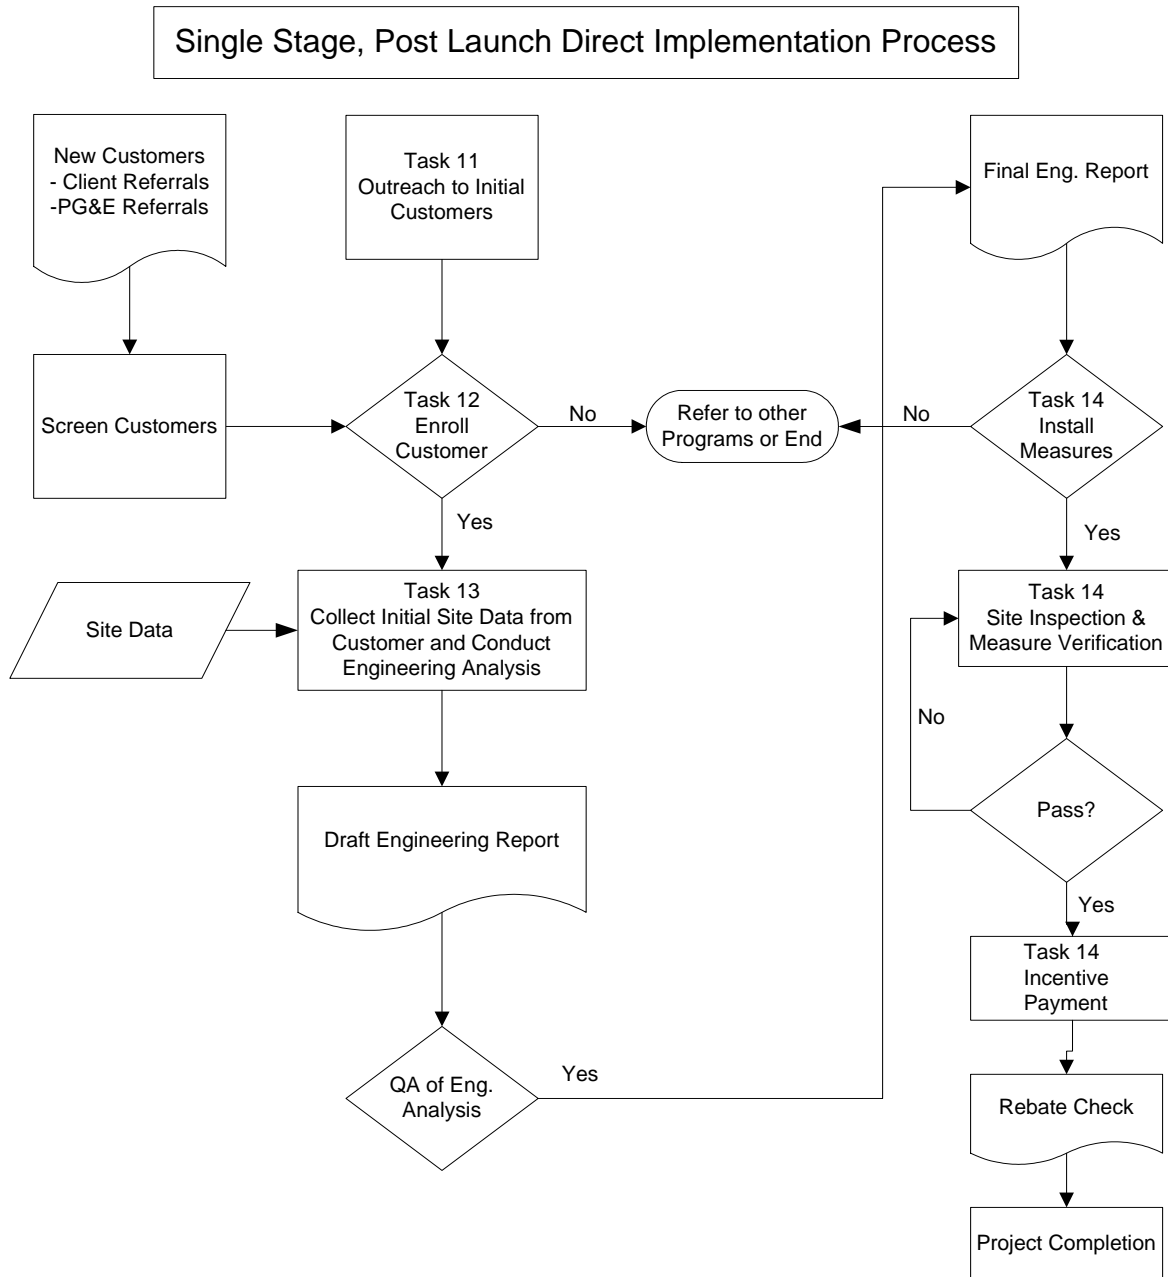 Single Stage, Post Launch Direct Implementation Process
New Customers
- Client Referrals
-PG&E Referrals
Task 11
Outreach to Initial
Customers
Final Eng. Report
Screen Customers
Task 12
Enroll
Customer
No
Refer to other
Programs or End
No
Task 14
Install
Measures
Yes
Yes
Site Data
Task 13
Collect Initial Site Data from
Customer and Conduct
Engineering Analysis
Task 14
Site Inspection &
Measure Verification
No
Draft Engineering Report
Pass?
Yes
QA of Eng.
Analysis
Yes
Task 14
Incentive
Payment
Rebate Check
Project Completion